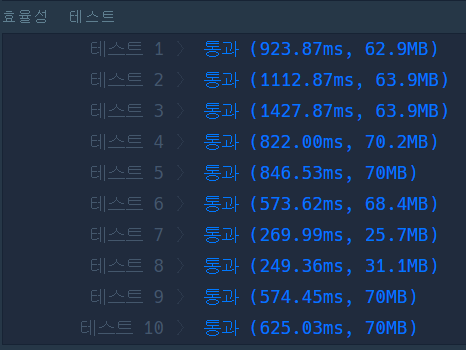 효율성 테스트
테스트 1 〉 통과 (923.87ms, 62.9MB)
테스트 2 〉 통과 (1112.87ms, 63.9MB)
테스트 3 〉 통과 (1427.87ms, 63.9MB)
테스트 4 〉 통과 (822.00ms, 70.2MB)
테스트 5 〉 통과 (846.53ms, 70MB)
테스트 6 〉 통과 (573.62ms, 68.4MB)
테스트 7 〉 통과 (269.99ms, 25.7MB)
테스트 8 〉 통과 (249.36ms, 31.1MB)
테스트 9 〉 통과 (574.45ms, 70MB)
테스트 10 〉 통과 (625.03ms, 70MB)